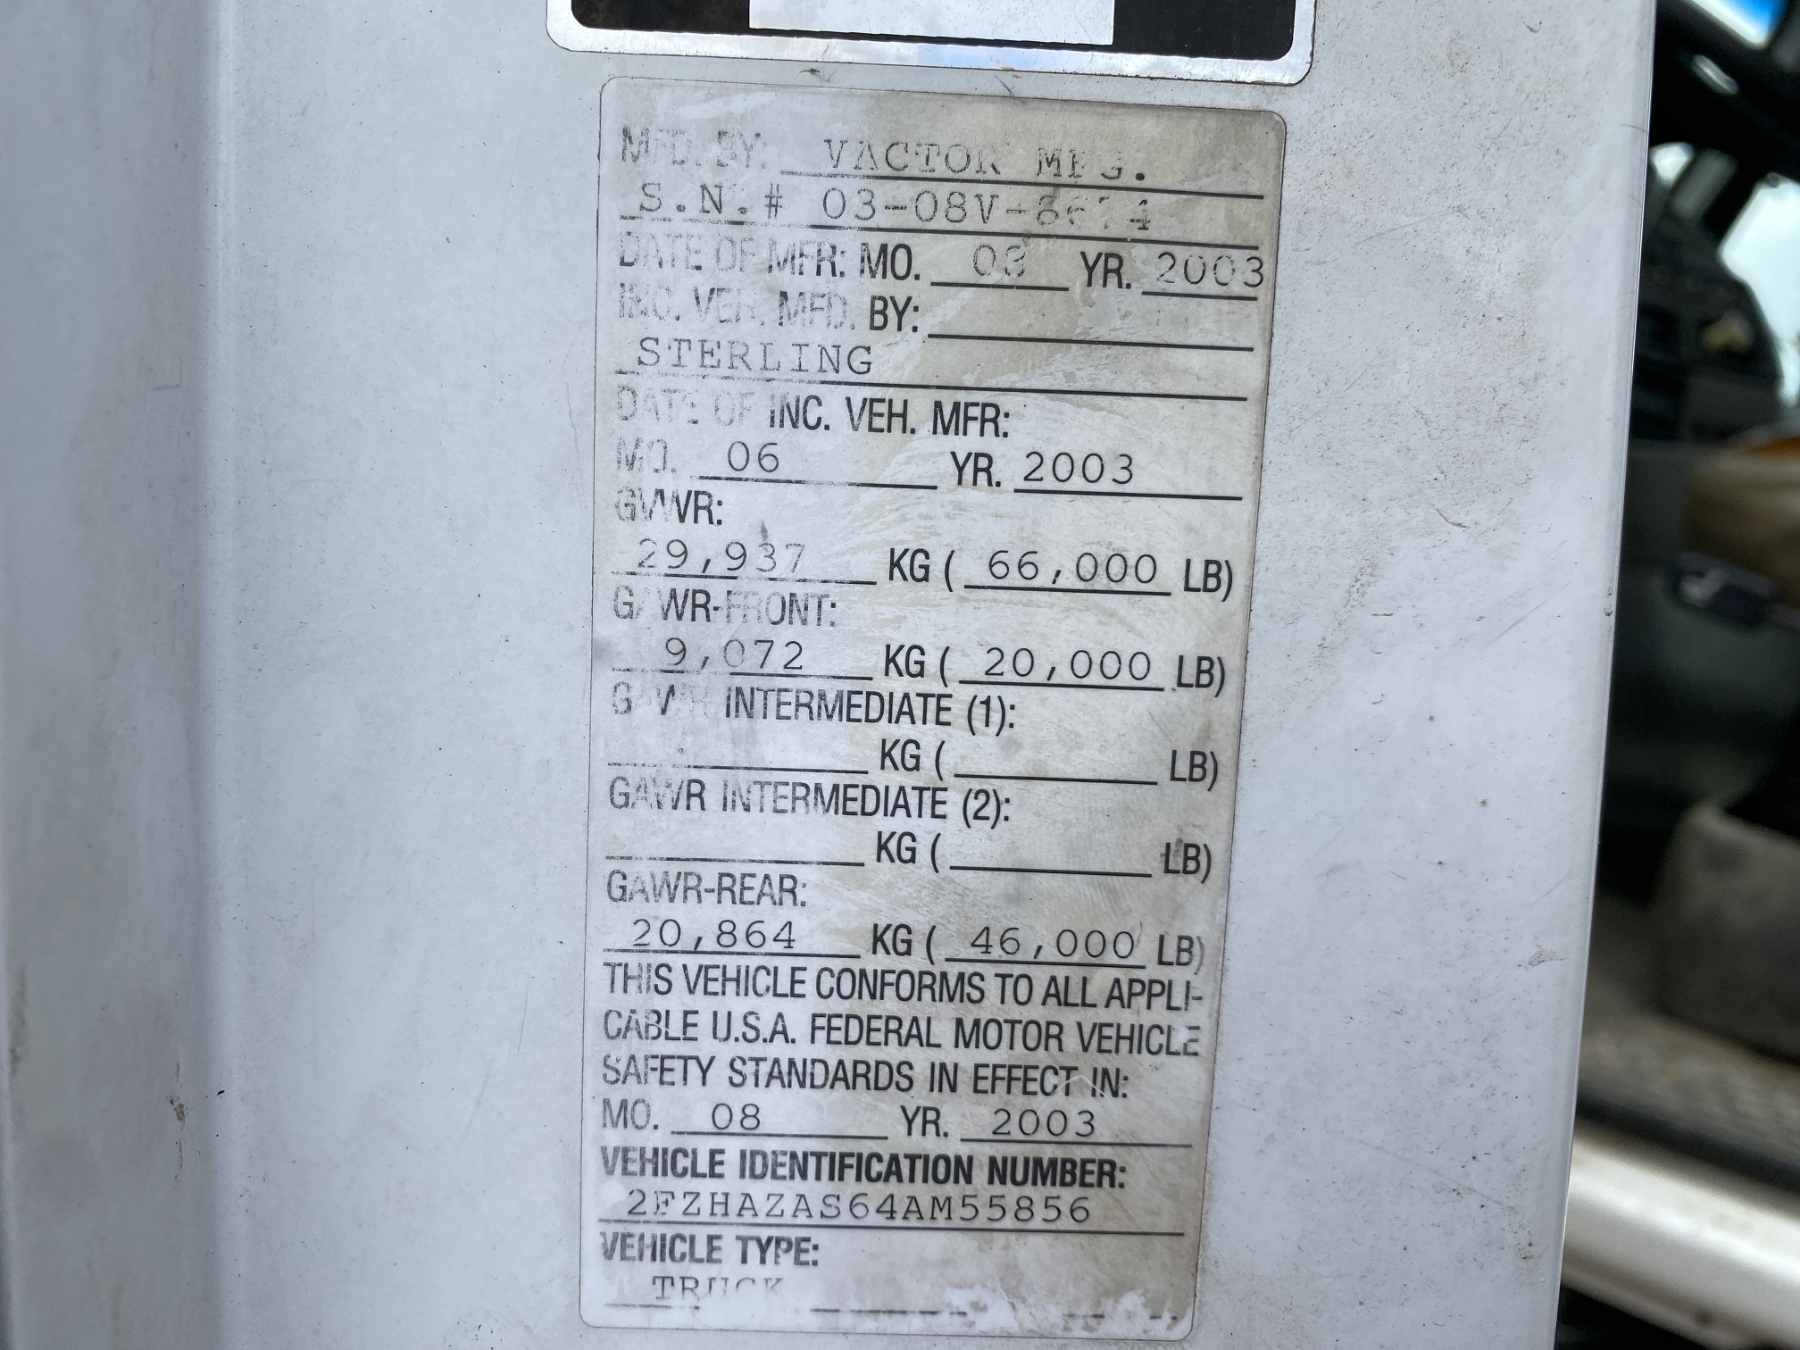 MFD. BY: VACTOR MFG.
S.N.# 03-08V-
DATE OF MFR: MO. 08 YR. 2003
INC. VEH. MFD. BY:
STERLING
DATE OF INC. VEH. MFR:
MO. 06 YR. 2003
GVWR:
29,937 KG ( 66,000 LB)
GAWR-FRONT:
9,072 KG ( 20,000 LB)
GAWR INTERMEDIATE (1):
KG ( LB)
GAWR INTERMEDIATE (2):
KG ( LB)
GAWR-REAR:
20,864 KG ( 46,000 LB)
THIS VEHICLE CONFORMS TO ALL APPLI-
CABLE U.S.A. FEDERAL MOTOR VEHICLE
SAFETY STANDARDS IN EFFECT IN:
MO. 08 YR. 2003
VEHICLE IDENTIFICATION NUMBER:
2FZHAZAS64AM55856
VEHICLE TYPE:
TRUCK